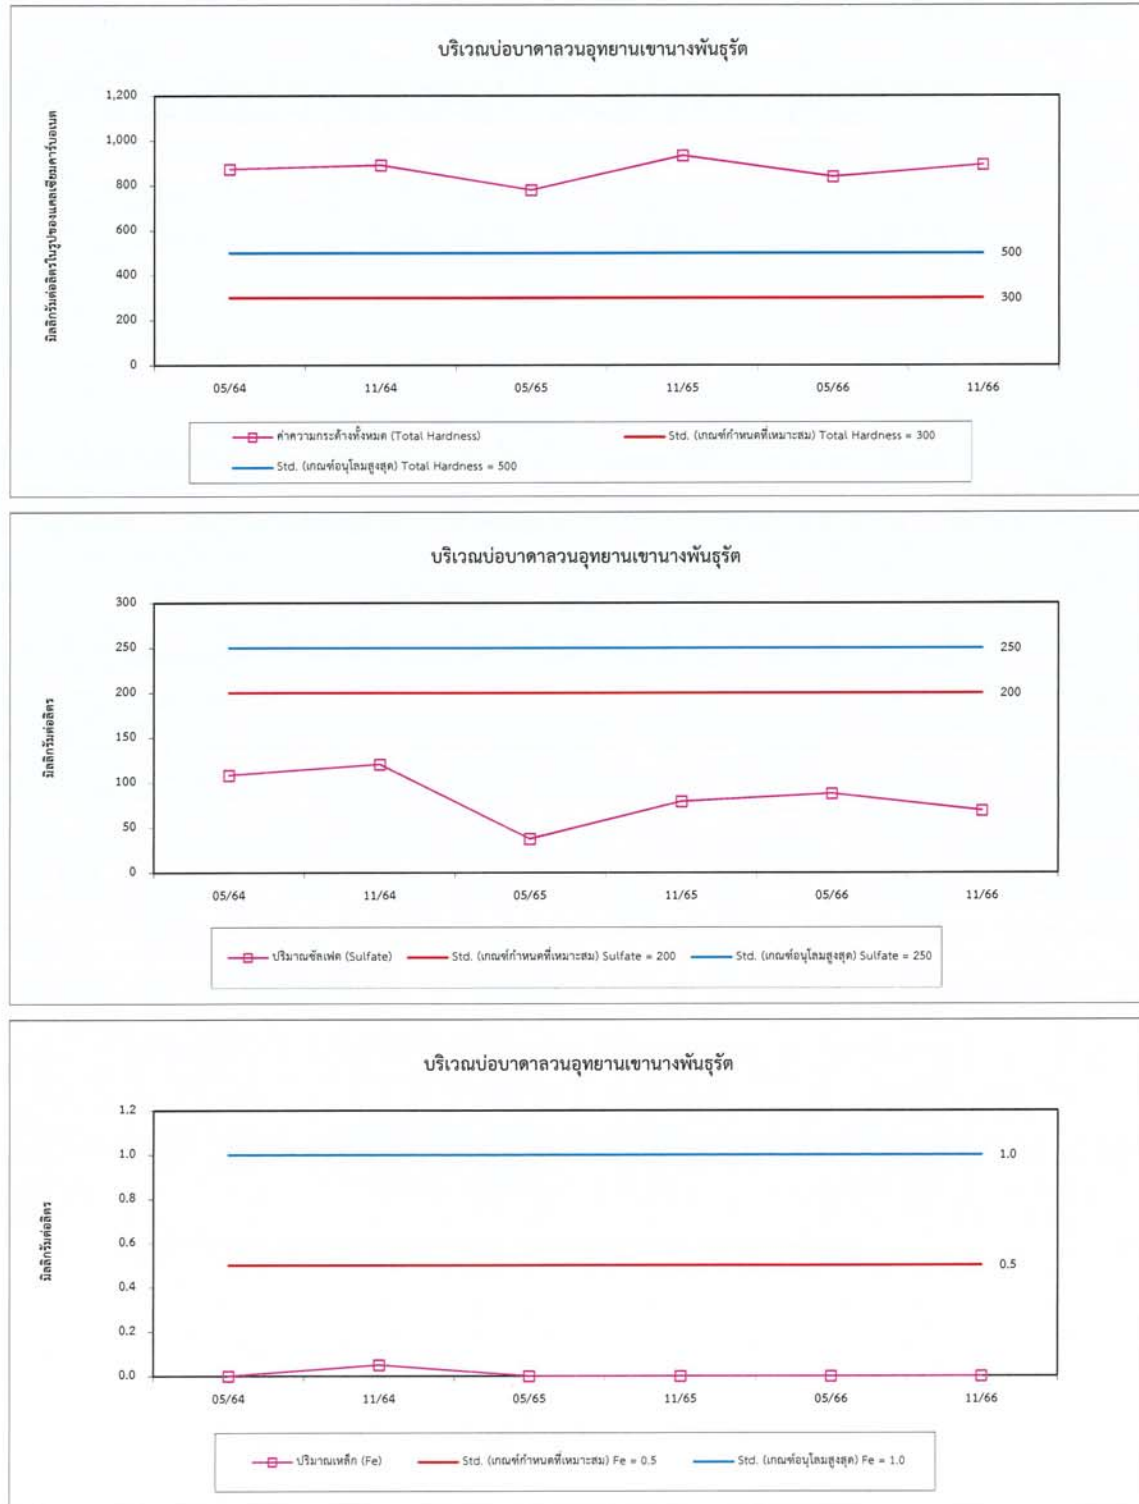 บริเวณบ่อบาดาลวนอุทยานเขานางพันธุรัต
มิลลิกรัมต่อลิตรในรูปของแคลเซียมคาร์บอเนต
1,200
1,000
800
600
400
200
0
500
300
05/64 11/64 05/65 11/65 05/66 11/66
ค่าความกระด้างทั้งหมด (Total Hardness) Std. (เกณฑ์กำหนดที่เหมาะสม) Total Hardness = 300
Std. (เกณฑ์อนุโลมสูงสุด) Total Hardness = 500
บริเวณบ่อบาดาลวนอุทยานเขานางพันธุรัต
มิลลิกรัมต่อลิตร
300
250
200
150
100
50
0
250
200
05/64 11/64 05/65 11/65 05/66 11/66
ปริมาณซัลเฟต (Sulfate) Std. (เกณฑ์กำหนดที่เหมาะสม) Sulfate = 200 Std. (เกณฑ์อนุโลมสูงสุด) Sulfate = 250
บริเวณบ่อบาดาลวนอุทยานเขานางพันธุรัต
มิลลิกรัมต่อลิตร
1.2
1.0
0.8
0.6
0.4
0.2
0.0
1.0
0.5
05/64 11/64 05/65 11/65 05/66 11/66
ปริมาณเหล็ก (Fe) Std. (เกณฑ์กำหนดที่เหมาะสม) Fe = 0.5 Std. (เกณฑ์อนุโลมสูงสุด) Fe = 1.0